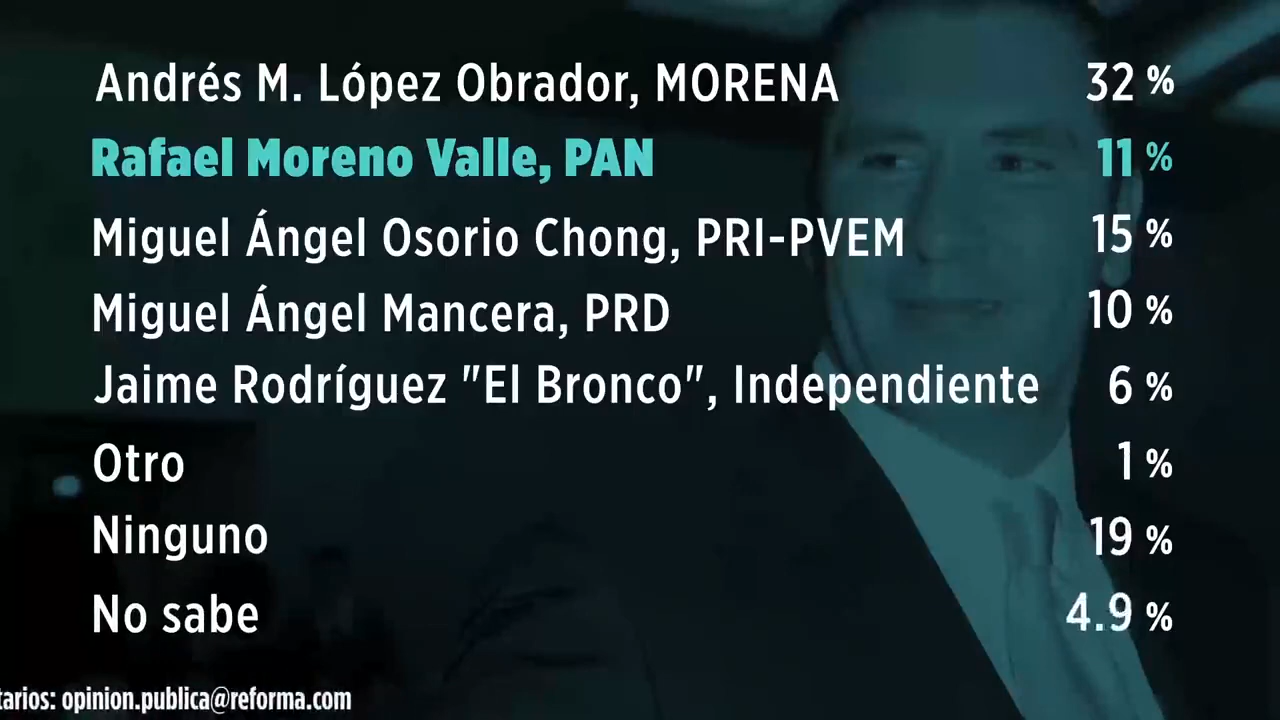 Andrés M. López Obrador, MORENA 32 %
Rafael Moreno Valle, PAN 11 %
Miguel Ángel Osorio Chong, PRI-PVEM 15 %
Miguel Ángel Mancera, PRD 10 %
Jaime Rodríguez "El Bronco", Independiente 6 %
Otro 1 %
Ninguno 19 %
No sabe 4.9 %
tarios: opinion.publica@reforma.com